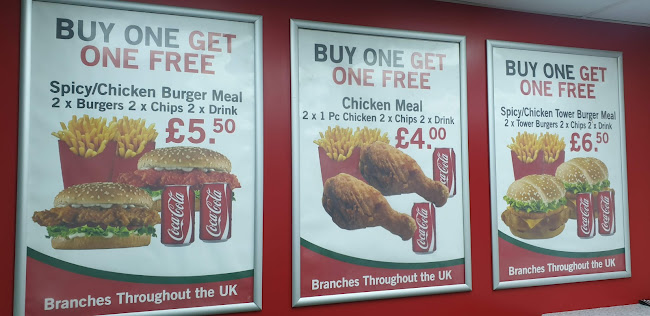 BUY ONE GET
ONE FREE
Spicy/Chicken Burger Meal
2 x Burgers 2 x Chips 2 x Drink
£5.50
Coca-Cola
Coca-Cola
Branches Throughout the UK
BUY ONE GET
ONE FREE
Chicken Meal
2 x 1 Pc Chicken 2 x Chips 2 x Drink
£4.00
Coca-Cola
Coca-Cola
Branches Throughout the UK
BUY ONE GET
ONE FREE
Spicy/Chicken Tower Burger Meal
2 x Tower Burgers 2 x Chips 2 x Drink
£6.50
Coca-Cola
Coca-Cola
Branches Throughout the UK